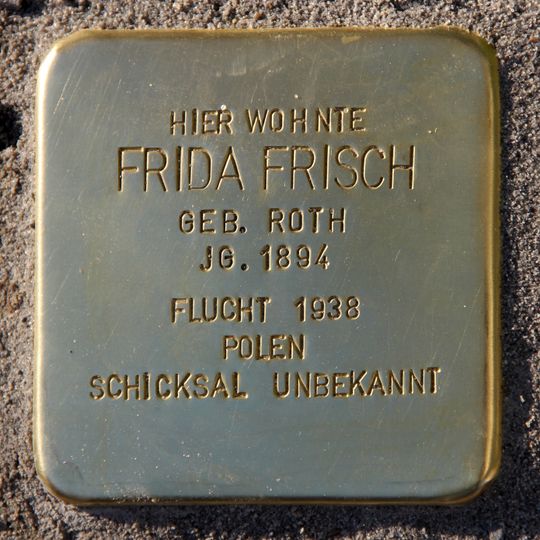 HIER WOHNTE
FRIDA FRISCH
GEB. ROTH
JG. 1894
FLUCHT 1938
POLEN
SCHICKSAL UNBEKANNT